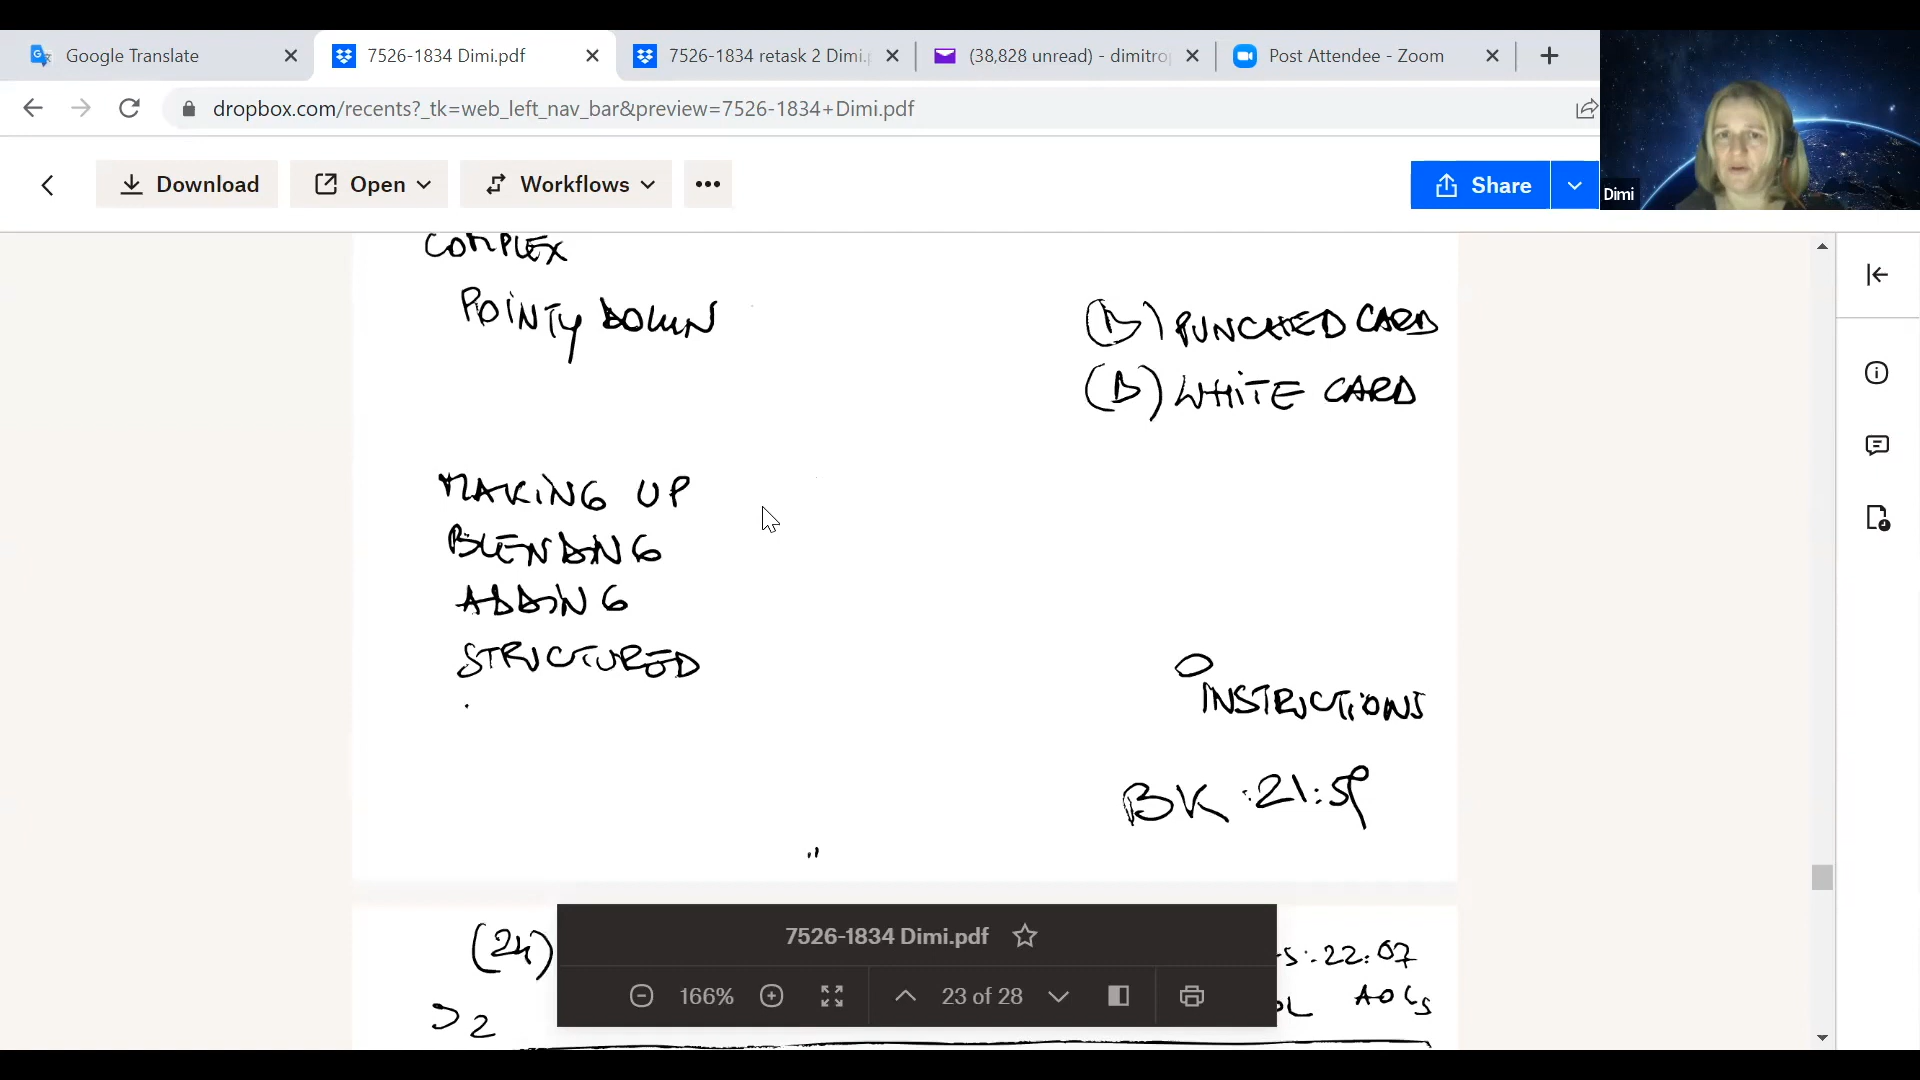 Google Translate
7526-1834 Dimi.pdf
7526-1834 retask 2 Dimi.p
(38,828 unread) - dimitro
Post Attendee - Zoom
dropbox.com/recents?_tk=web_left_nav_bar&preview=7526-1834+Dimi.pdf
Download
Open
Workflows
Share
Dimi
COMPLEX
POINTY DOWN
(D) PUNCHED CARD
(D) WHITE CARD
MAKING UP
BLENDING
ADDING
STRUCTURED
INSTRUCTIONS
BK :21:59
(24)
7526-1834 Dimi.pdf
S:22:07
166%
23 of 28
2